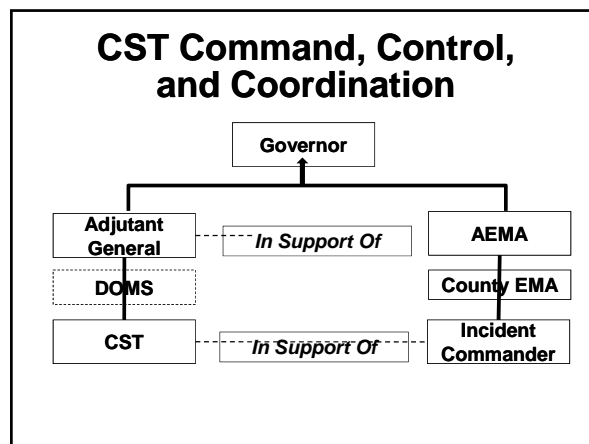 CST Command, Control,
and Coordination
Governor
Adjutant
General
In Support Of
AEMA
DOMS
County EMA
CST
In Support Of
Incident
Commander